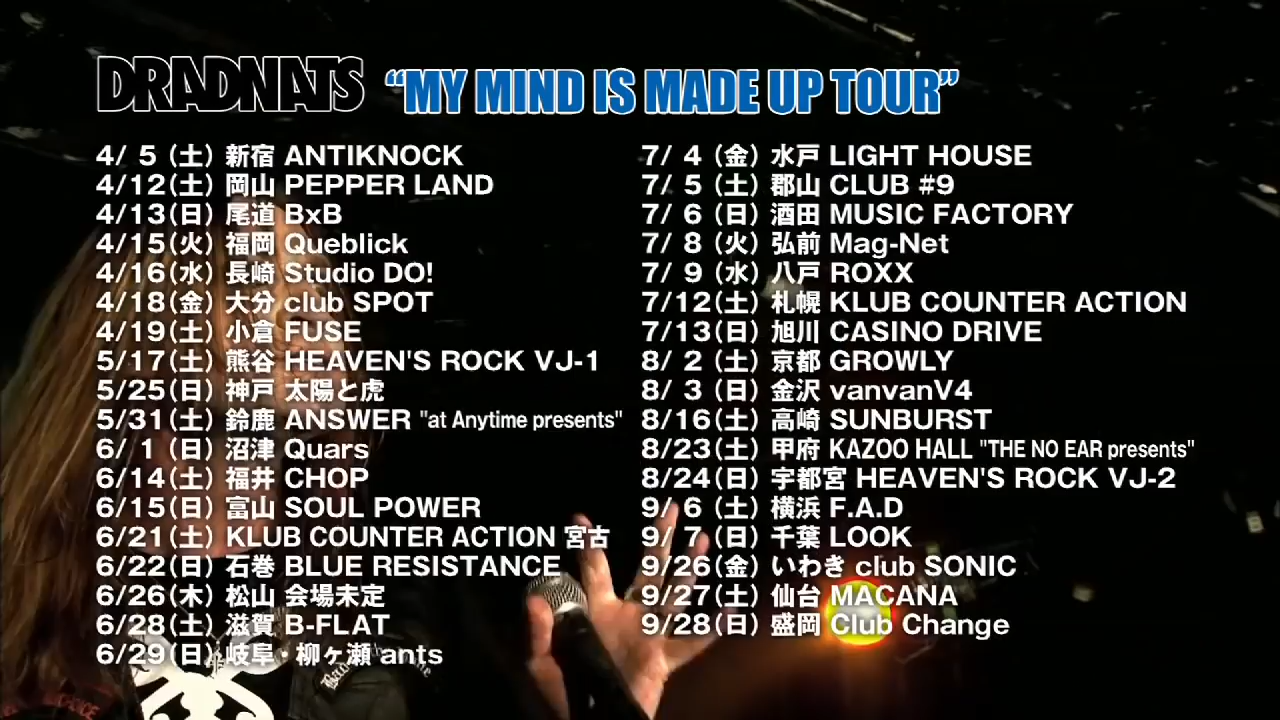 DRADNATS “MY MIND IS MADE UP TOUR”
4/ 5 (土) 新宿 ANTIKNOCK
4/12(土) 岡山 PEPPER LAND
4/13(日) 尾道 BxB
4/15(火) 福岡 Queblick
4/16(水) 長崎 Studio DO!
4/18(金) 大分 club SPOT
4/19(土) 小倉 FUSE
5/17(土) 熊谷 HEAVEN'S ROCK VJ-1
5/25(日) 神戸 太陽と虎
5/31(土) 鈴鹿 ANSWER "at Anytime presents"
6/ 1 (日) 沼津 Quars
6/14(土) 福井 CHOP
6/15(日) 富山 SOUL POWER
6/21(土) KLUB COUNTER ACTION 宮古
6/22(日) 石巻 BLUE RESISTANCE
6/26(木) 松山 会場未定
6/28(土) 滋賀 B-FLAT
6/29(日) 岐阜・柳ヶ瀬 ants
7/ 4 (金) 水戸 LIGHT HOUSE
7/ 5 (土) 郡山 CLUB #9
7/ 6 (日) 酒田 MUSIC FACTORY
7/ 8 (火) 弘前 Mag-Net
7/ 9 (水) 八戸 ROXX
7/12(土) 札幌 KLUB COUNTER ACTION
7/13(日) 旭川 CASINO DRIVE
8/ 2 (土) 京都 GROWLY
8/ 3 (日) 金沢 vanvanV4
8/16(土) 高崎 SUNBURST
8/23(土) 甲府 KAZOO HALL "THE NO EAR presents"
8/24(日) 宇都宮 HEAVEN'S ROCK VJ-2
9/ 6 (土) 横浜 F.A.D
9/ 7 (日) 千葉 LOOK
9/26(金) いわき club SONIC
9/27(土) 仙台 MACANA
9/28(日) 盛岡 Club Change